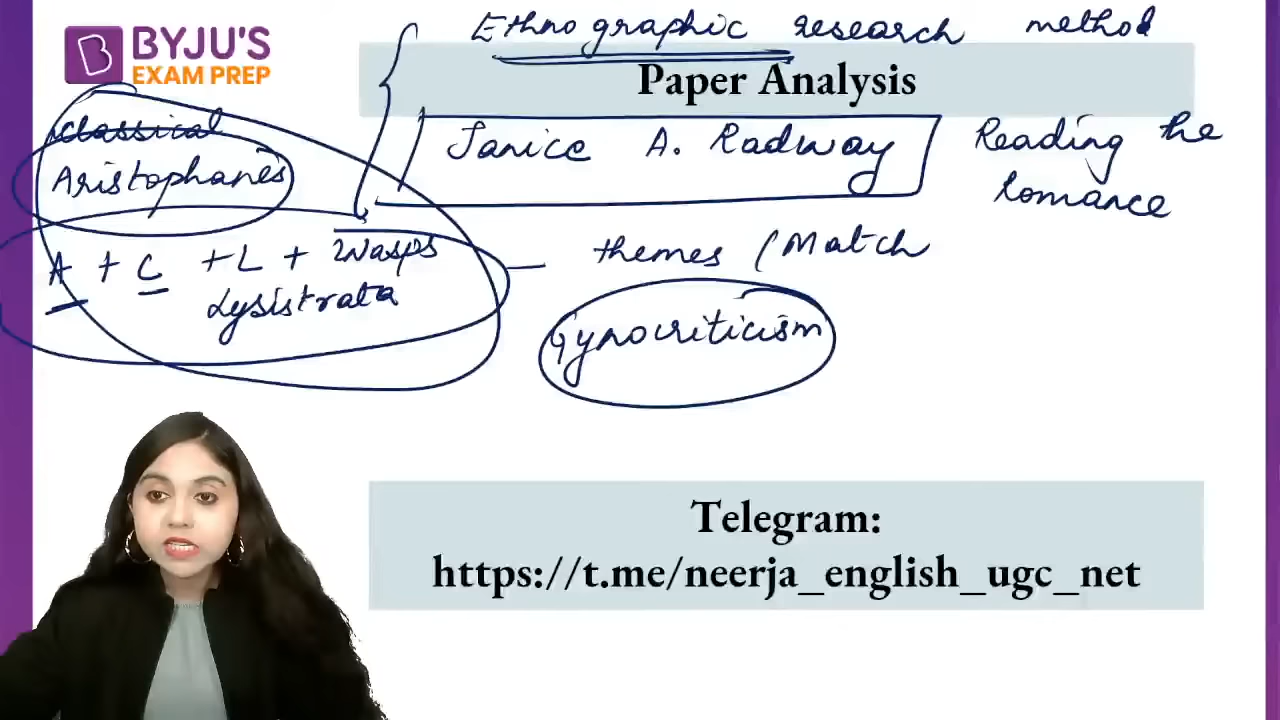 BYJU'S
EXAM PREP
Ethnographic research method
Paper Analysis
Janice A. Radway
Reading the
Romance
classical
Aristophanes
A + C + L + Wasps
Lysistrata
themes (Match
Gynocriticism
Telegram:
https://t.me/neerja_english_ugc_net